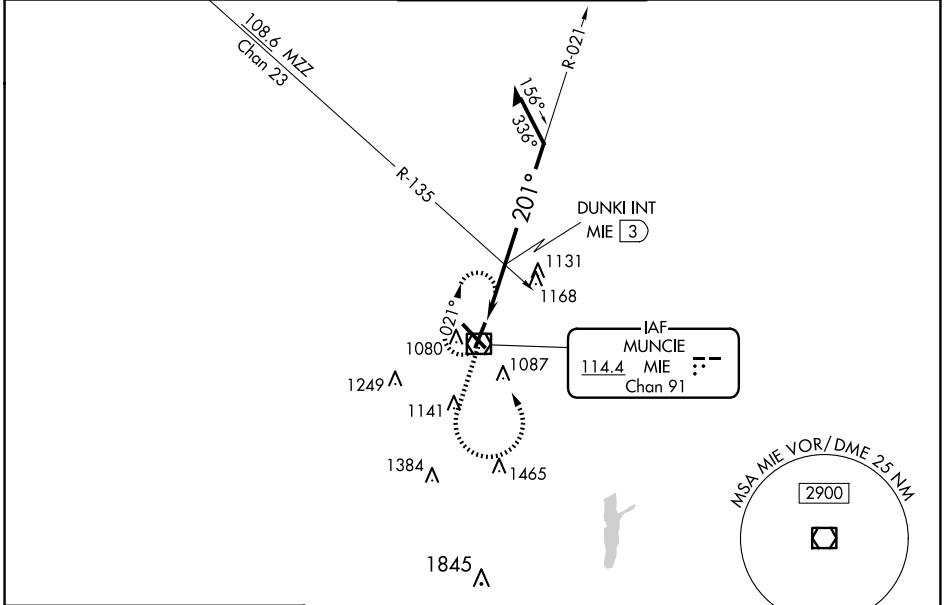 108.6 MZZ
Chan 23
R-135
R-021
156°
336°
201°
DUNKI INT
MIE 3
1131
1168
021°
1080
1087
IAF
MUNCIE
114.4 MIE
Chan 91
1249
1141
1384
1465
1845
MSA MIE VOR/DME 25 NM
2900